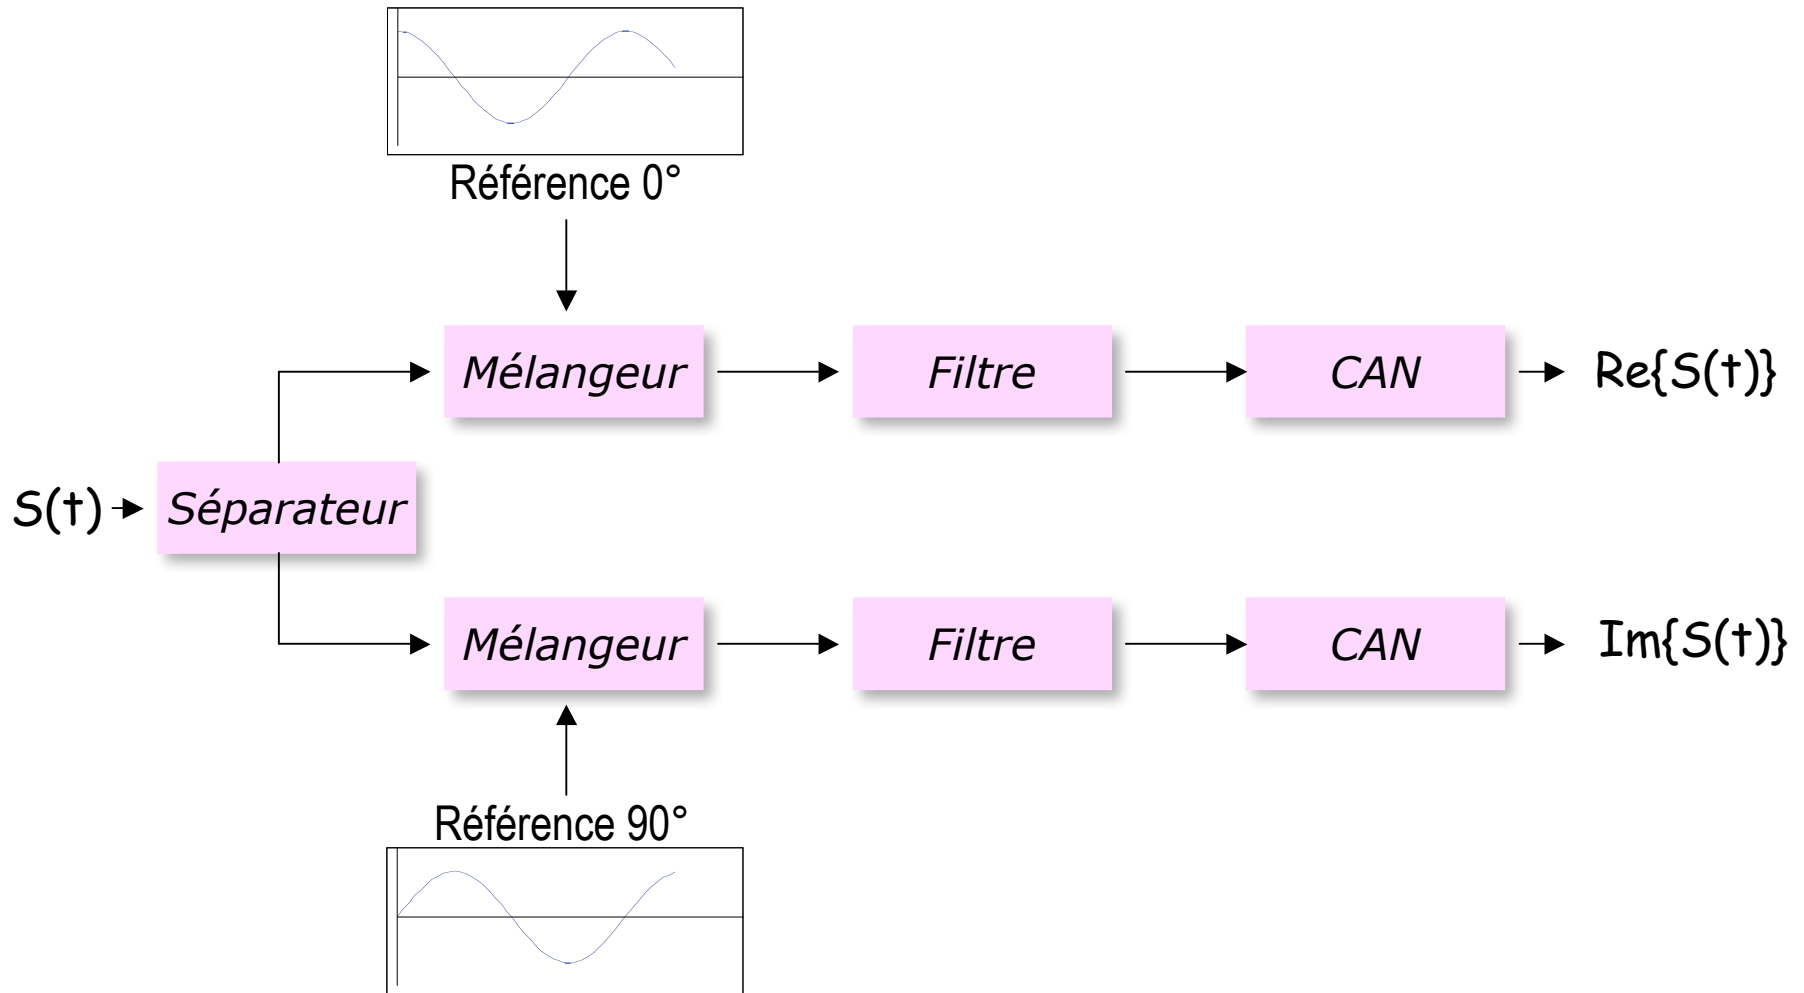 Référence 0°
Mélangeur
Filtre
CAN
Re{S(t)}
S(t)
Séparateur
Mélangeur
Filtre
CAN
Im{S(t)}
Référence 90°